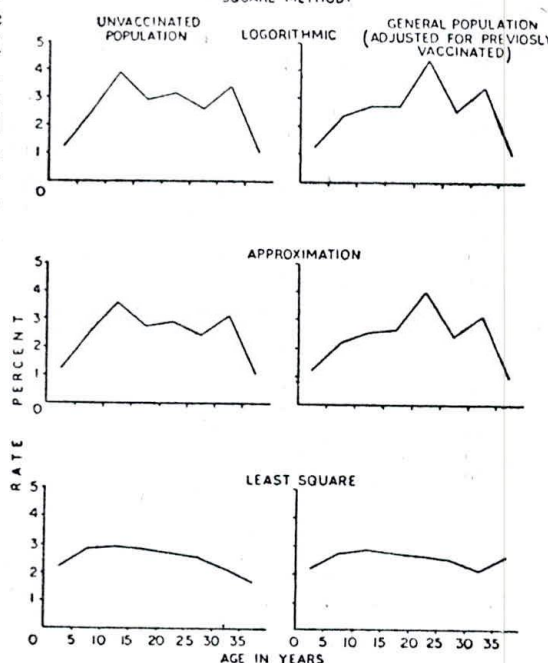 SQUARE METHOD.
UNVACCINATED
POPULATION
LOGORITHMIC
GENERAL POPULATION
(ADJUSTED FOR PREVIOSLY
VACCINATED)
5
4
3
2
1
0
APPROXIMATION
5
4
3
2
1
0
RATE PERCENT
LEAST SQUARE
5
4
3
2
1
0 5 10 15 20 25 30 35
0 5 10 15 20 25 30 35
AGE IN YEARS